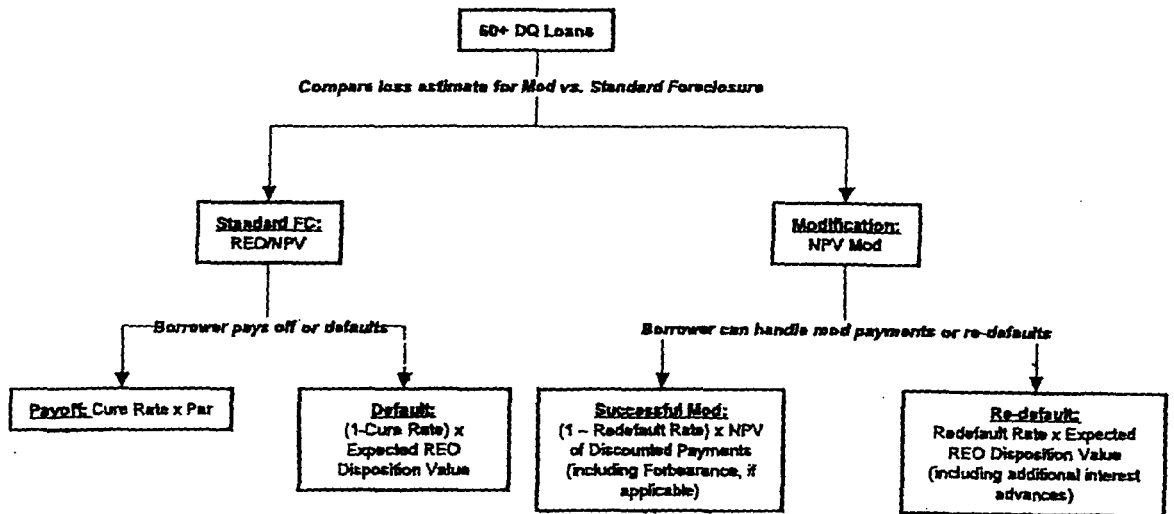 60+ DQ Loans
Compare loss estimate for Mod vs. Standard Foreclosure
Standard FC:
REO/NPV
Modification:
NPV Mod
Borrower pays off or defaults
Borrower can handle mod payments or re-defaults
Payoff: Cure Rate x Par
Default:
(1-Cure Rate) x
Expected REO
Disposition Value
Successful Mod:
(1 – Redefault Rate) x NPV
of Discounted Payments
(including Forbearance, if
applicable)
Re-default:
Redefault Rate x Expected
REO Disposition Value
(including additional interest
advances)